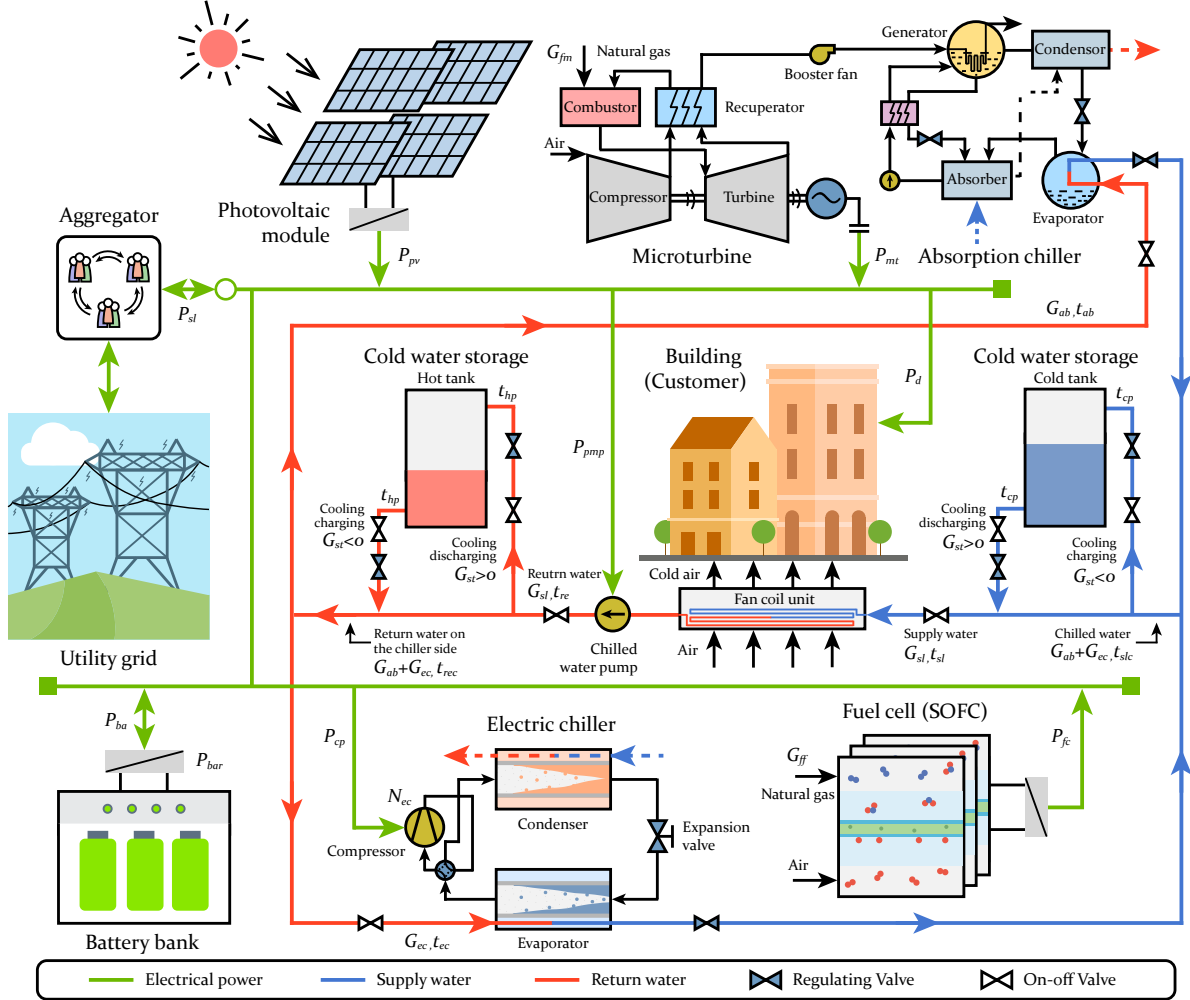 Generator
Condensor
G_fm
Natural gas
Booster fan
Combustor
Recuperator
Air
Compressor
Turbine
Absorber
Evaporator
Microturbine
Absorption chiller
Photovoltaic
module
Aggregator
P_pv
P_mt
P_sl
G_ab,t_ab
Cold water storage
Hot tank
t_hp
Building
(Customer)
P_d
Cold water storage
Cold tank
t_cp
P_pmp
t_hp
Cooling
charging
G_st<0
Cooling
discharging
G_st>0
t_cp
Cooling
discharging
G_st>0
Cooling
charging
G_st<0
Cold air
Reutrn water
G_sl,t_re
Fan coil unit
Utility grid
Return water on
the chiller side
G_ab+G_ec,t_rec
Chilled
water pump
Air
Supply water
G_sl,t_sl
Chilled water
G_ab+G_ec,t_slc
P_ba
P_bar
P_cp
Electric chiller
N_ec
Condenser
Compressor
Expansion
valve
Evaporator
G_ec,t_ec
Fuel cell (SOFC)
G_ff
Natural gas
Air
P_fc
Battery bank
Electrical power
Supply water
Return water
Regulating Valve
On-off Valve